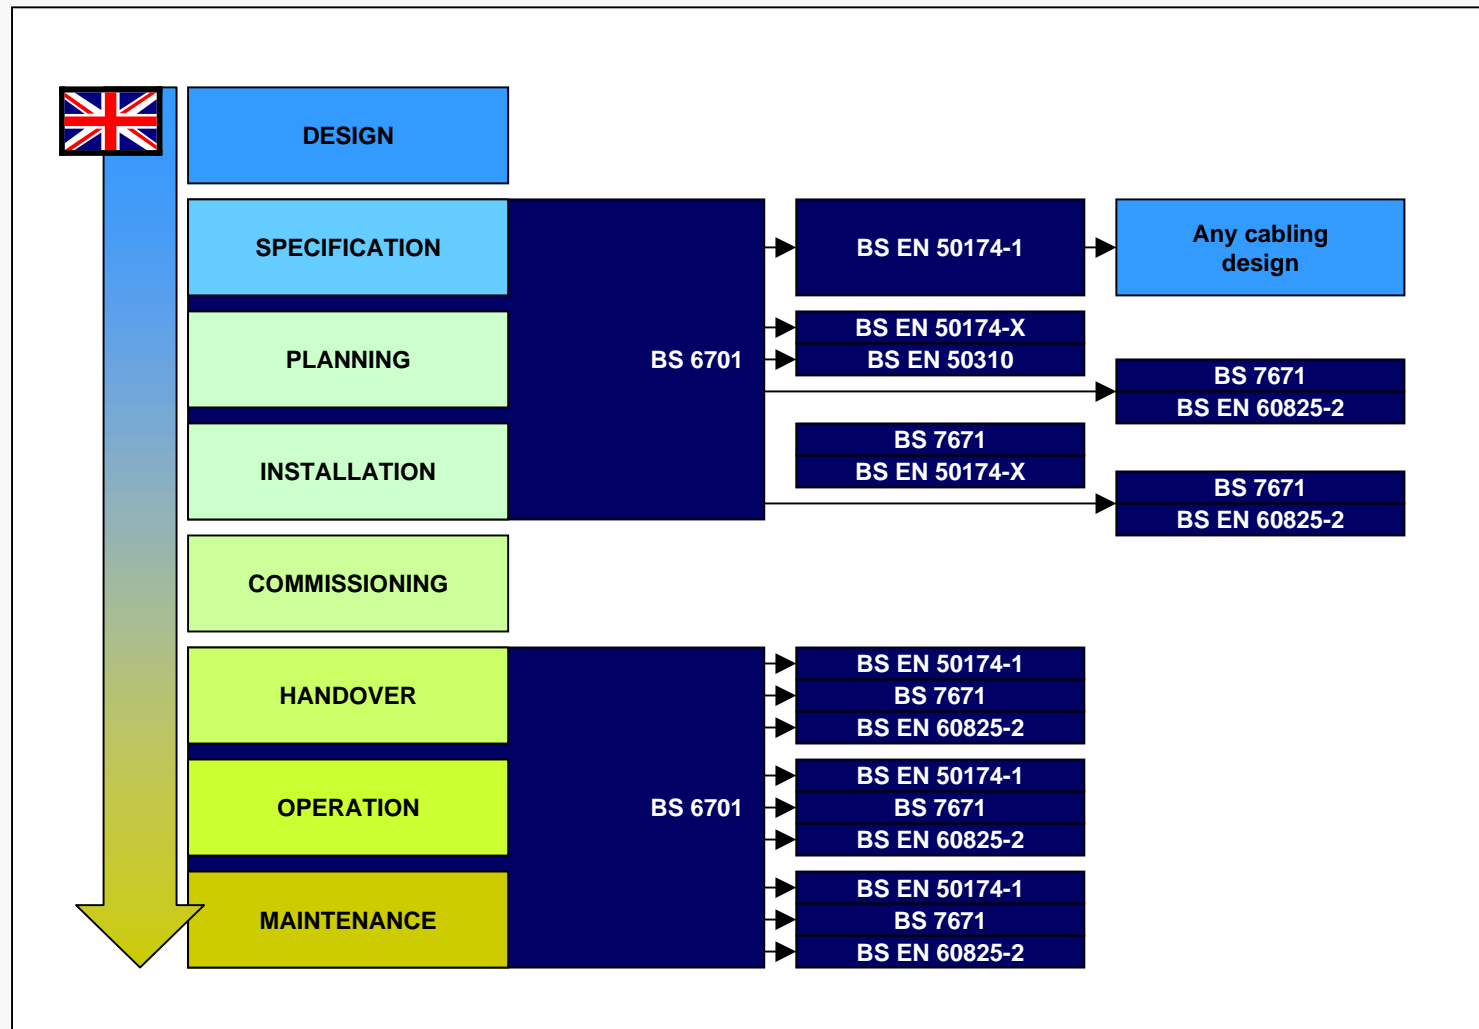 DESIGN
SPECIFICATION
BS EN 50174-1
Any cabling
design
PLANNING
BS 6701
BS EN 50174-X
BS EN 50310
BS 7671
BS EN 60825-2
INSTALLATION
BS 7671
BS EN 50174-X
BS 7671
BS EN 60825-2
COMMISSIONING
HANDOVER
BS EN 50174-1
BS 7671
BS EN 60825-2
OPERATION
BS 6701
BS EN 50174-1
BS 7671
BS EN 60825-2
MAINTENANCE
BS EN 50174-1
BS 7671
BS EN 60825-2